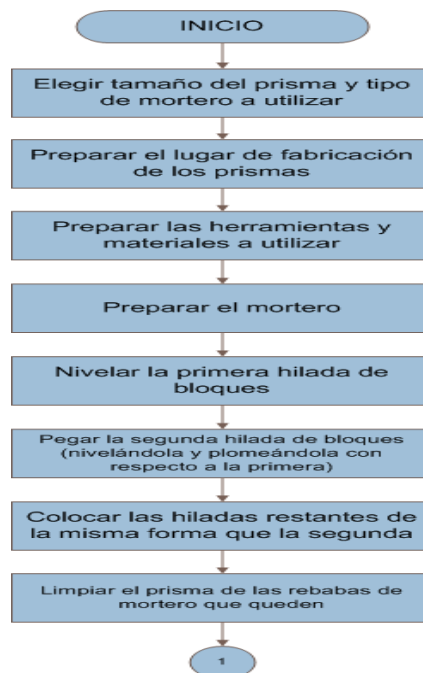 INICIO
Elegir tamaño del prisma y tipo
de mortero a utilizar
Preparar el lugar de fabricación
de los prismas
Preparar las herramientas y
materiales a utilizar
Preparar el mortero
Nivelar la primera hilada de
bloques
Pegar la segunda hilada de bloques
(nivelándola y plomeándola con
respecto a la primera)
Colocar las hiladas restantes de
la misma forma que la segunda
Limpiar el prisma de las rebabas de
mortero que queden
1